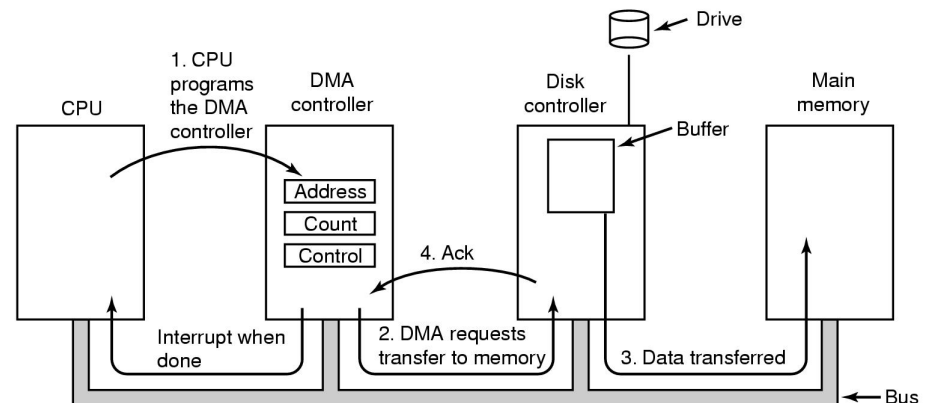 Drive
1. CPU
programs
the DMA
controller
CPU
DMA
controller
Disk
controller
Main
memory
Buffer
Address
Count
Control
4. Ack
Interrupt when
done
2. DMA requests
transfer to memory
3. Data transferred
Bus